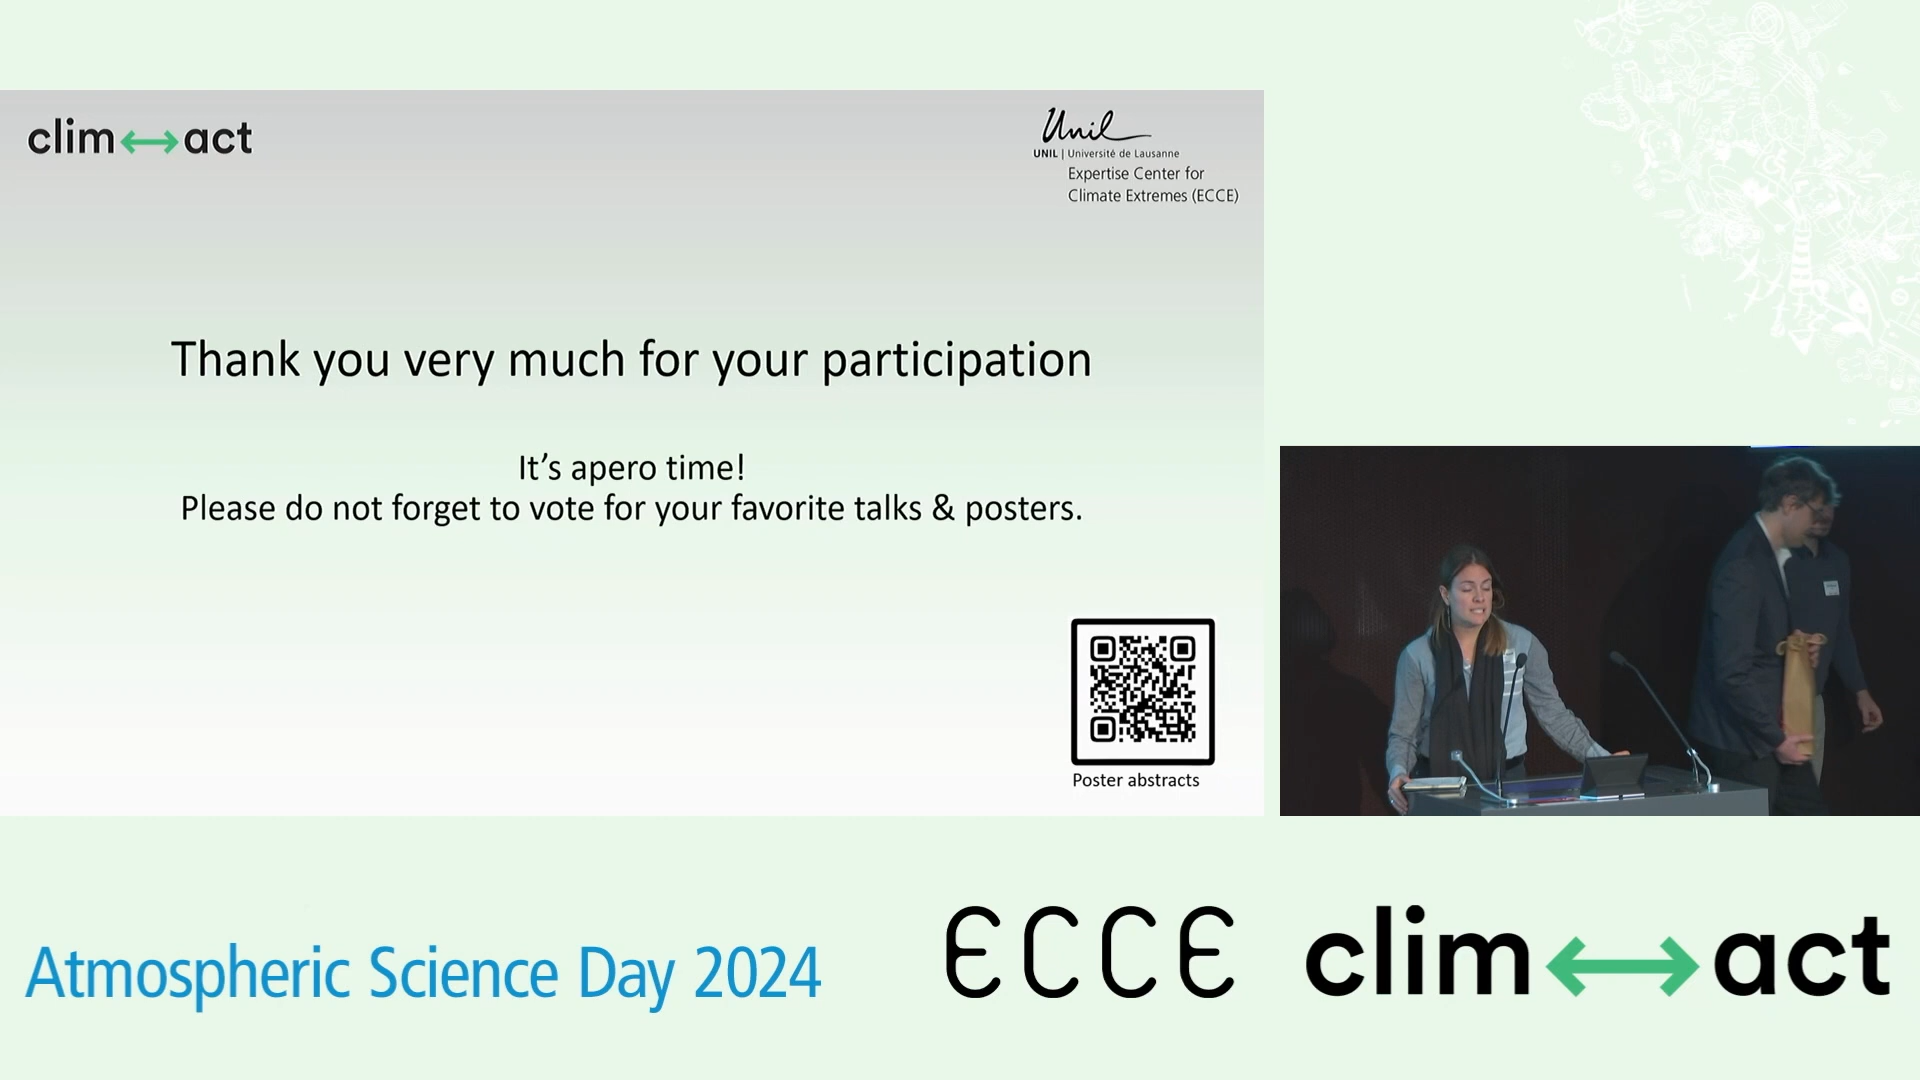 clim act
Unil
UNIL | Université de Lausanne
Expertise Center for
Climate Extremes (ECCE)
Thank you very much for your participation
It’s apero time!
Please do not forget to vote for your favorite talks & posters.
Poster abstracts
Atmospheric Science Day 2024
ECCE
clim act